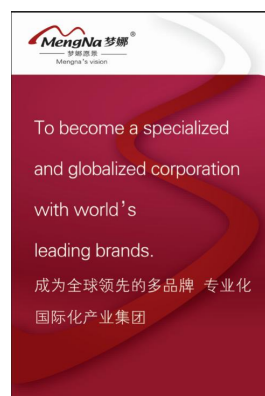 MengNa 梦娜®
梦娜愿景
Mengna's vision
To become a specialized
and globalized corporation
with world's
leading brands.
成为全球领先的多品牌 专业化
国际化产业集团